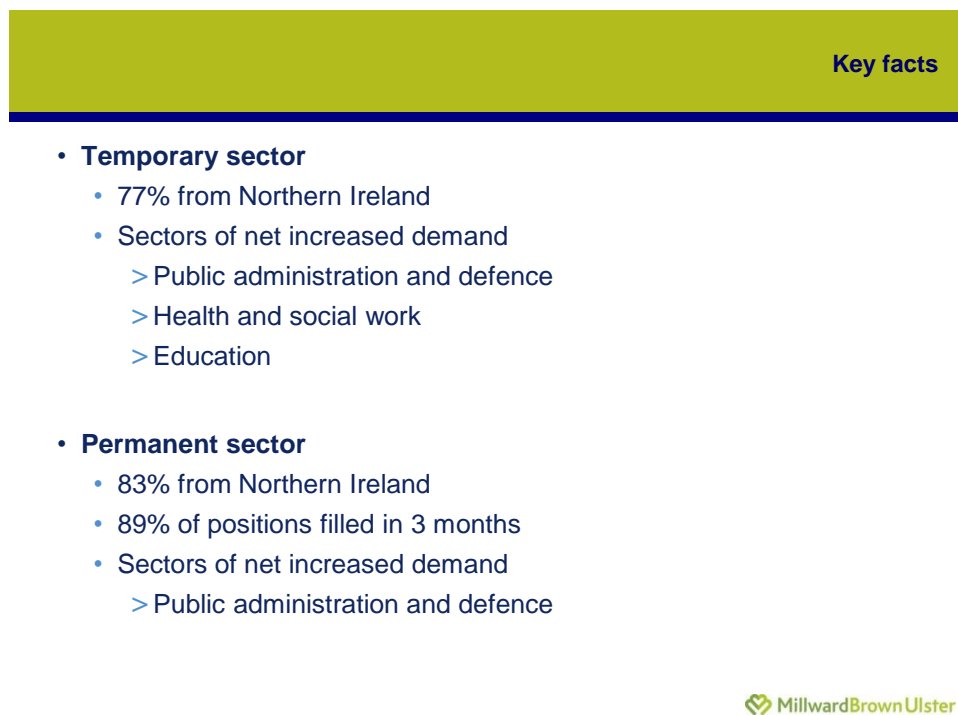 Key facts
• Temporary sector
• 77% from Northern Ireland
• Sectors of net increased demand
> Public administration and defence
> Health and social work
> Education
• Permanent sector
• 83% from Northern Ireland
• 89% of positions filled in 3 months
• Sectors of net increased demand
> Public administration and defence
MillwardBrownUlster